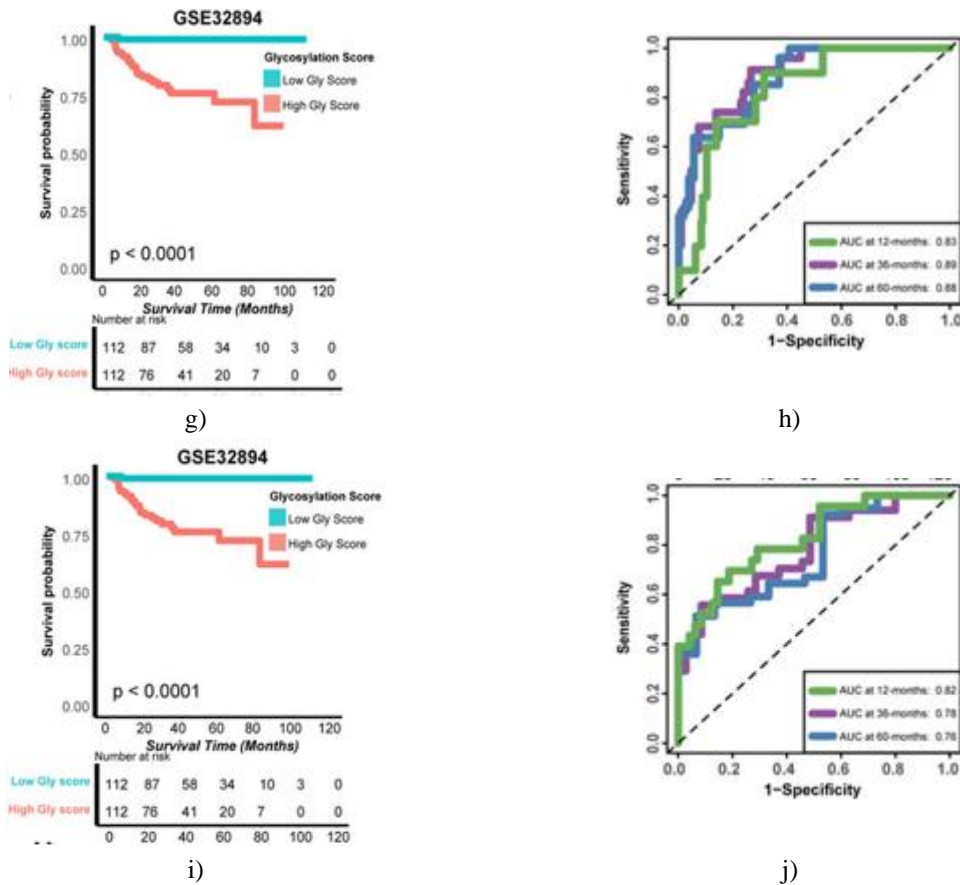 GSE32894
1.00
0.75
0.50
0.25
0.00
Survival probability
Glycosylation Score
Low Gly Score
High Gly Score
p < 0.0001
0 20 40 60 80 100 120
Survival Time (Months)
Number at risk
Low Gly score 112 87 58 34 10 3 0
High Gly score 112 76 41 20 7 0 0
0 20 40 60 80 100 120
g)
1.0
0.8
0.6
0.4
0.2
0.0
Sensitivity
AUC at 12-months: 0.83
AUC at 36-months: 0.89
AUC at 60-months: 0.88
0.0 0.2 0.4 0.6 0.8 1.0
1-Specificity
h)
GSE32894
1.00
0.75
0.50
0.25
0.00
Survival probability
Glycosylation Score
Low Gly Score
High Gly Score
p < 0.0001
0 20 40 60 80 100 120
Survival Time (Months)
Number at risk
Low Gly score 112 87 58 34 10 3 0
High Gly score 112 76 41 20 7 0 0
0 20 40 60 80 100 120
i)
1.0
0.8
0.6
0.4
0.2
0.0
Sensitivity
AUC at 12-months: 0.82
AUC at 36-months: 0.78
AUC at 60-months: 0.76
0.0 0.2 0.4 0.6 0.8 1.0
1-Specificity
j)